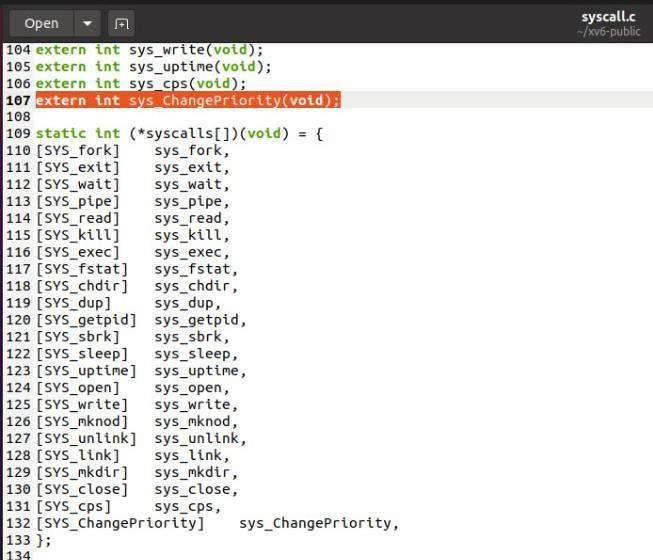 Open
syscall.c
~/xv6-public
104 extern int sys_write(void);
105 extern int sys_uptime(void);
106 extern int sys_cps(void);
107 extern int sys_ChangePriority(void);
108
109 static int (*syscalls[])(void) = {
110 [SYS_fork]    sys_fork,
111 [SYS_exit]    sys_exit,
112 [SYS_wait]    sys_wait,
113 [SYS_pipe]    sys_pipe,
114 [SYS_read]    sys_read,
115 [SYS_kill]    sys_kill,
116 [SYS_exec]    sys_exec,
117 [SYS_fstat]   sys_fstat,
118 [SYS_chdir]   sys_chdir,
119 [SYS_dup]     sys_dup,
120 [SYS_getpid]  sys_getpid,
121 [SYS_sbrk]    sys_sbrk,
122 [SYS_sleep]   sys_sleep,
123 [SYS_uptime]  sys_uptime,
124 [SYS_open]    sys_open,
125 [SYS_write]   sys_write,
126 [SYS_mknod]   sys_mknod,
127 [SYS_unlink]  sys_unlink,
128 [SYS_link]    sys_link,
129 [SYS_mkdir]   sys_mkdir,
130 [SYS_close]   sys_close,
131 [SYS_cps]     sys_cps,
132 [SYS_ChangePriority]    sys_ChangePriority,
133 };
134